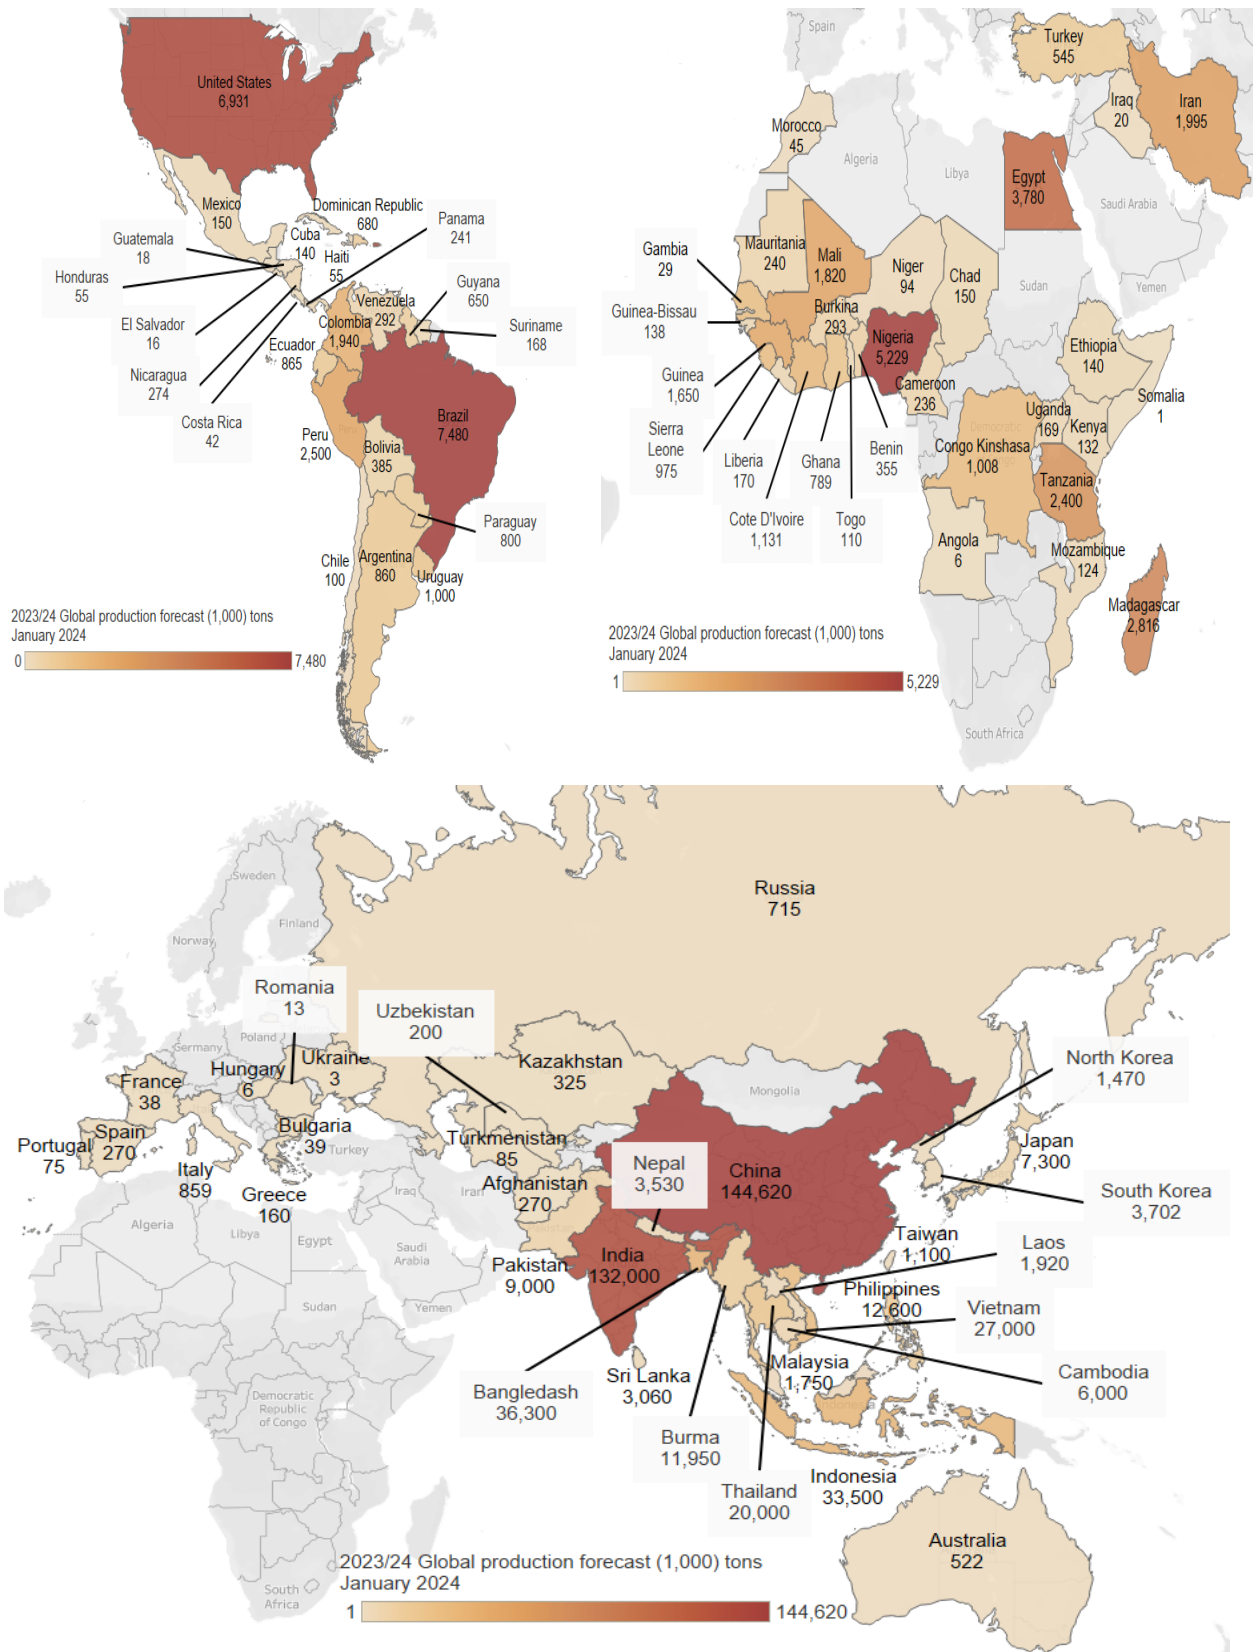 United States
6,931
Mexico
150
Dominican Republic
680
Cuba
140
Haiti
55
Panama
241
Guatemala
18
Honduras
55
El Salvador
16
Nicaragua
274
Costa Rica
42
Guyana
650
Venezuela
292
Suriname
168
Colombia
1,940
Ecuador
865
Brazil
7,480
Peru
2,500
Peru
Bolivia
385
Paraguay
800
Chile
100
Argentina
860
Uruguay
1,000
2023/24 Global production forecast (1,000) tons
January 2024
0
7,480
Spain
Turkey
545
Iraq
20
Iran
1,995
Morocco
45
Algeria
Libya
Egypt
3,780
Saudi Arabia
Gambia
29
Mauritania
240
Mali
1,820
Niger
94
Chad
150
Sudan
Yemen
Guinea-Bissau
138
Burkina
293
Nigeria
5,229
Ethiopia
140
Guinea
1,650
Cameroon
236
Somalia
1
Sierra
Leone
975
Liberia
170
Ghana
789
Benin
355
Democratic
Congo Kinshasa
1,008
Uganda
169
Kenya
132
Tanzania
2,400
Cote D'Ivoire
1,131
Togo
110
Angola
6
Mozambique
124
Madagascar
2,816
2023/24 Global production forecast (1,000) tons
January 2024
1
5,229
South Africa
Russia
715
Sweden
Finland
Norway
Romania
13
Uzbekistan
200
Poland
Germany
Kazakhstan
325
Mongolia
North Korea
1,470
France
38
Hungary
6
Ukraine
3
Portugal
75
Spain
270
Italy
859
Bulgaria
39
Turkey
Greece
160
Turkmenistan
85
Afghanistan
270
Nepal
3,530
China
144,620
Japan
7,300
South Korea
3,702
Iraq
Iran
Algeria
Libya
Egypt
Saudi
Arabia
Pakistan
9,000
India
132,000
Taiwan
1,100
Laos
1,920
Sudan
Yemen
Philippines
12,600
Vietnam
27,000
Malaysia
1,750
Cambodia
6,000
Bangledash
36,300
Sri Lanka
3,060
Democratic
Republic
of Congo
Burma
11,950
Thailand
20,000
Indonesia
Indonesia
33,500
Australia
522
South
Africa
2023/24 Global production forecast (1,000) tons
January 2024
1
144,620